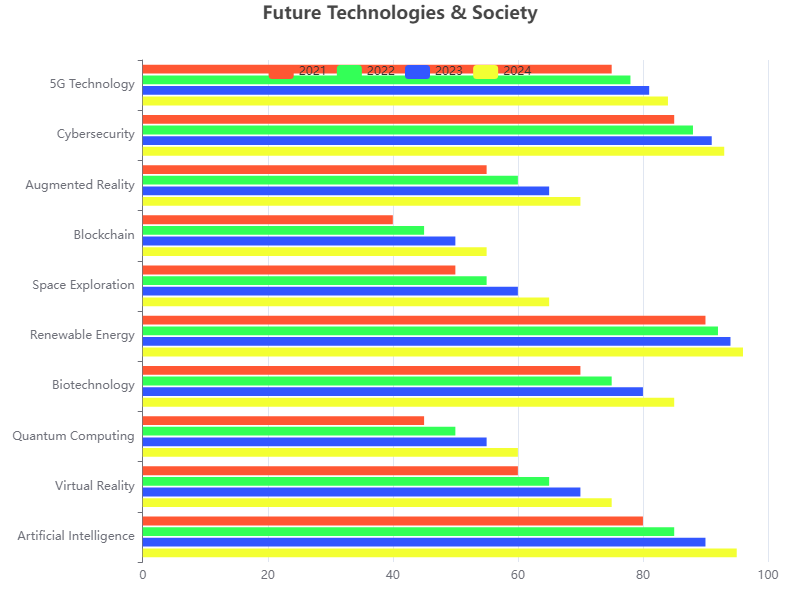 Future Technologies & Society
2021 2022 2023 2024
5G Technology
Cybersecurity
Augmented Reality
Blockchain
Space Exploration
Renewable Energy
Biotechnology
Quantum Computing
Virtual Reality
Artificial Intelligence
0 20 40 60 80 100